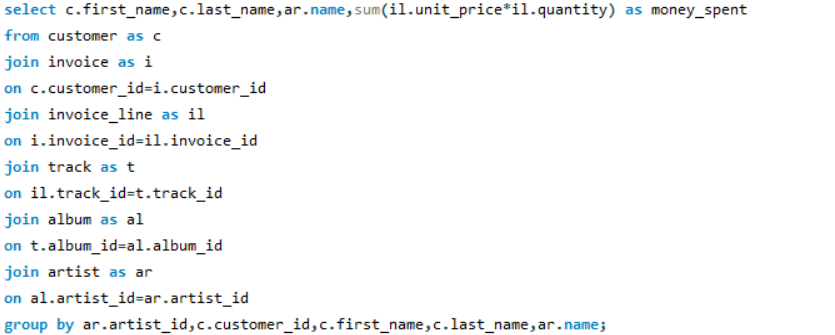 select c.first_name,c.last_name,ar.name,sum(il.unit_price*il.quantity) as money_spent
from customer as c
join invoice as i
on c.customer_id=i.customer_id
join invoice_line as il
on i.invoice_id=il.invoice_id
join track as t
on il.track_id=t.track_id
join album as al
on t.album_id=al.album_id
join artist as ar
on al.artist_id=ar.artist_id
group by ar.artist_id,c.customer_id,c.first_name,c.last_name,ar.name;